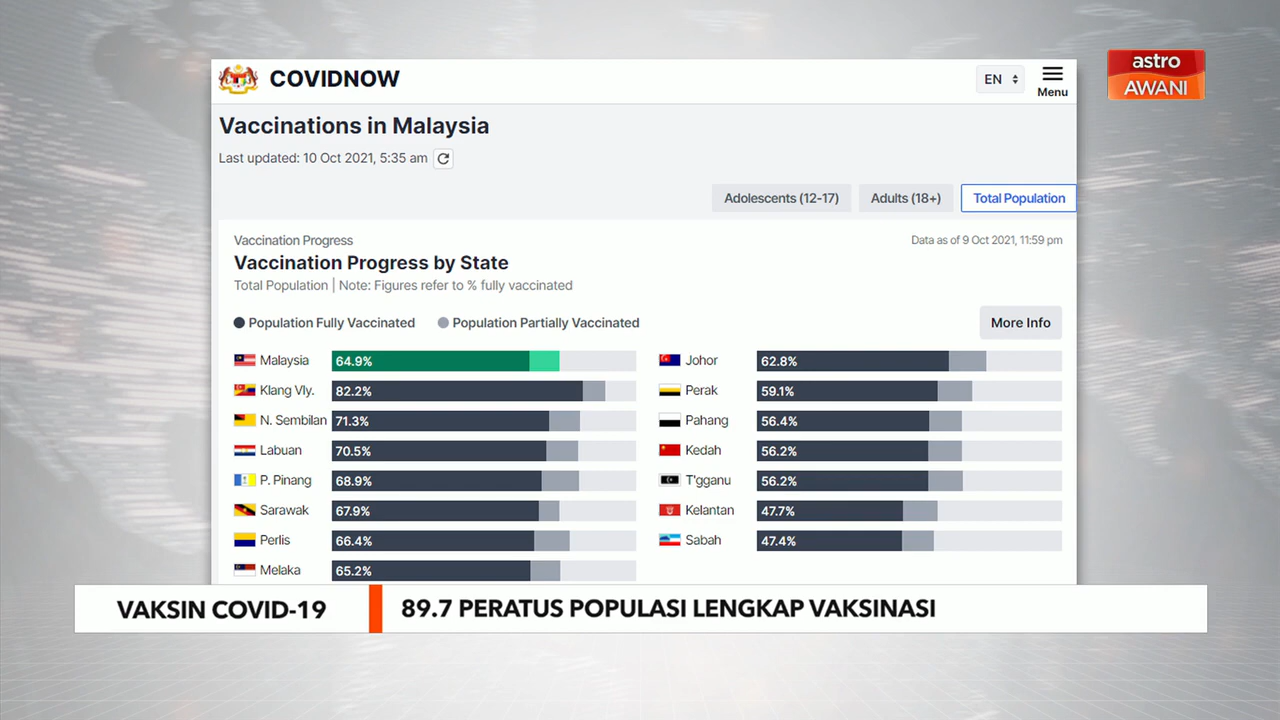 astro
AWANI
COVIDNOW
EN
Menu
Vaccinations in Malaysia
Last updated: 10 Oct 2021, 5:35 am
Adolescents (12-17)
Adults (18+)
Total Population
Vaccination Progress
Data as of 9 Oct 2021, 11:59 pm
Vaccination Progress by State
Total Population | Note: Figures refer to % fully vaccinated
Population Fully Vaccinated
Population Partially Vaccinated
More Info
Malaysia 64.9%
Klang Vly. 82.2%
N. Sembilan 71.3%
Labuan 70.5%
P. Pinang 68.9%
Sarawak 67.9%
Perlis 66.4%
Melaka 65.2%
Johor 62.8%
Perak 59.1%
Pahang 56.4%
Kedah 56.2%
T'gganu 56.2%
Kelantan 47.7%
Sabah 47.4%
VAKSIN COVID-19
89.7 PERATUS POPULASI LENGKAP VAKSINASI